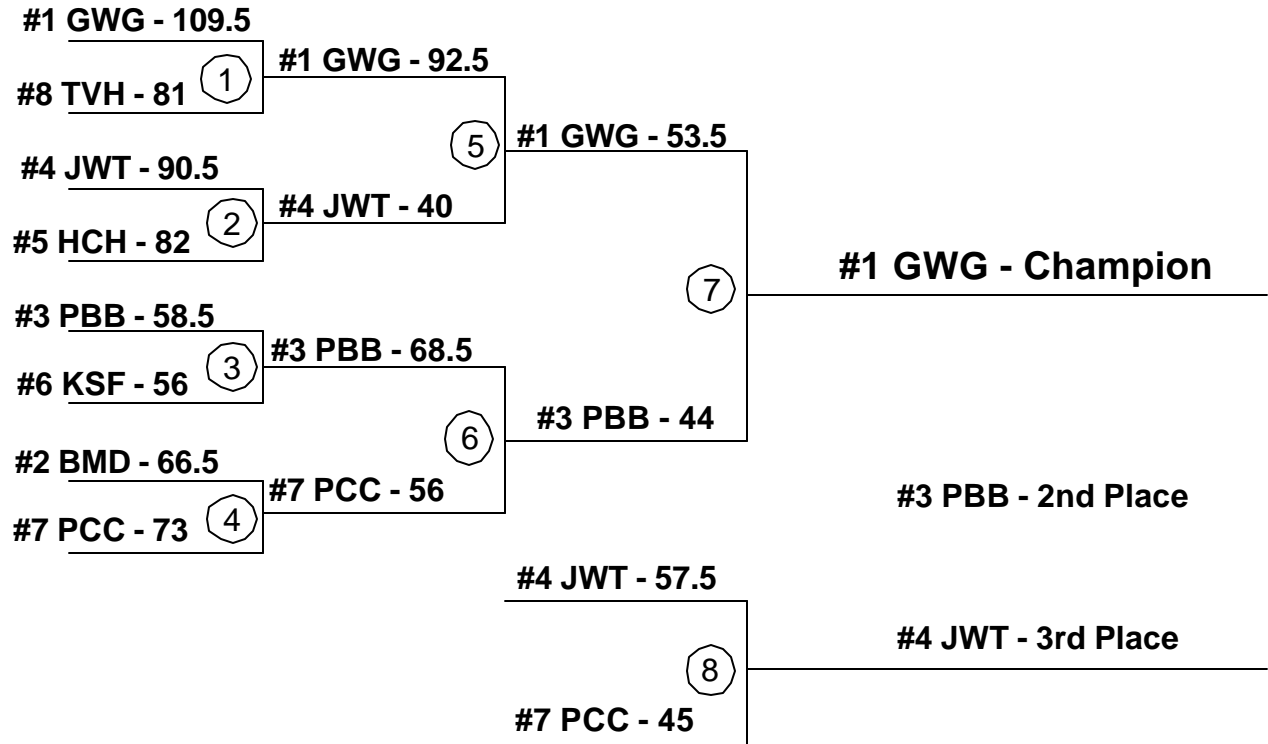 #1 GWG - 109.5
#8 TVH - 81
1
#1 GWG - 92.5
#4 JWT - 90.5
#5 HCH - 82
2
#4 JWT - 40
5
#1 GWG - 53.5
#3 PBB - 58.5
#6 KSF - 56
3
#3 PBB - 68.5
#2 BMD - 66.5
#7 PCC - 73
4
#7 PCC - 56
6
#3 PBB - 44
7
#1 GWG - Champion
#3 PBB - 2nd Place
#4 JWT - 57.5
#7 PCC - 45
8
#4 JWT - 3rd Place